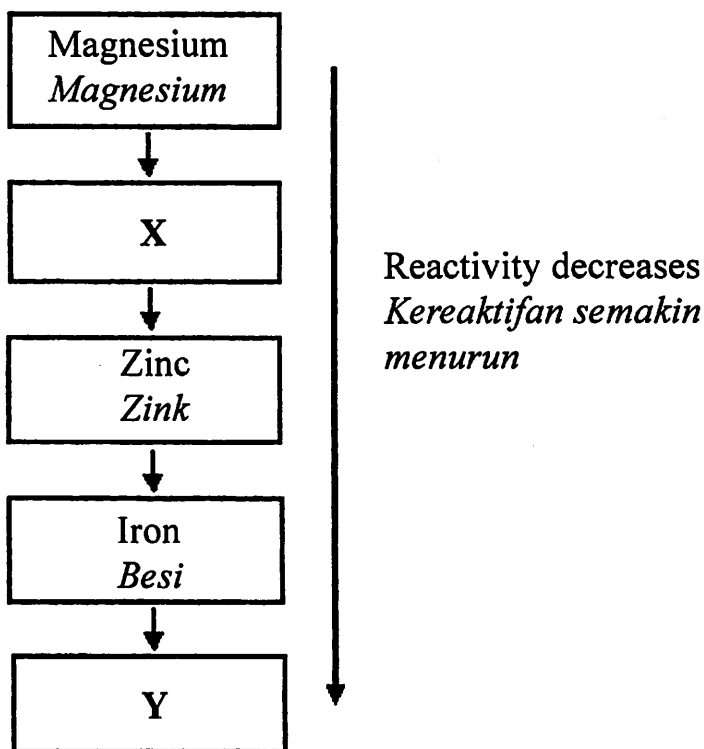 Magnesium
Magnesium
X
Reactivity decreases
Kereaktifan semakin
menurun
Zinc
Zink
Iron
Besi
Y